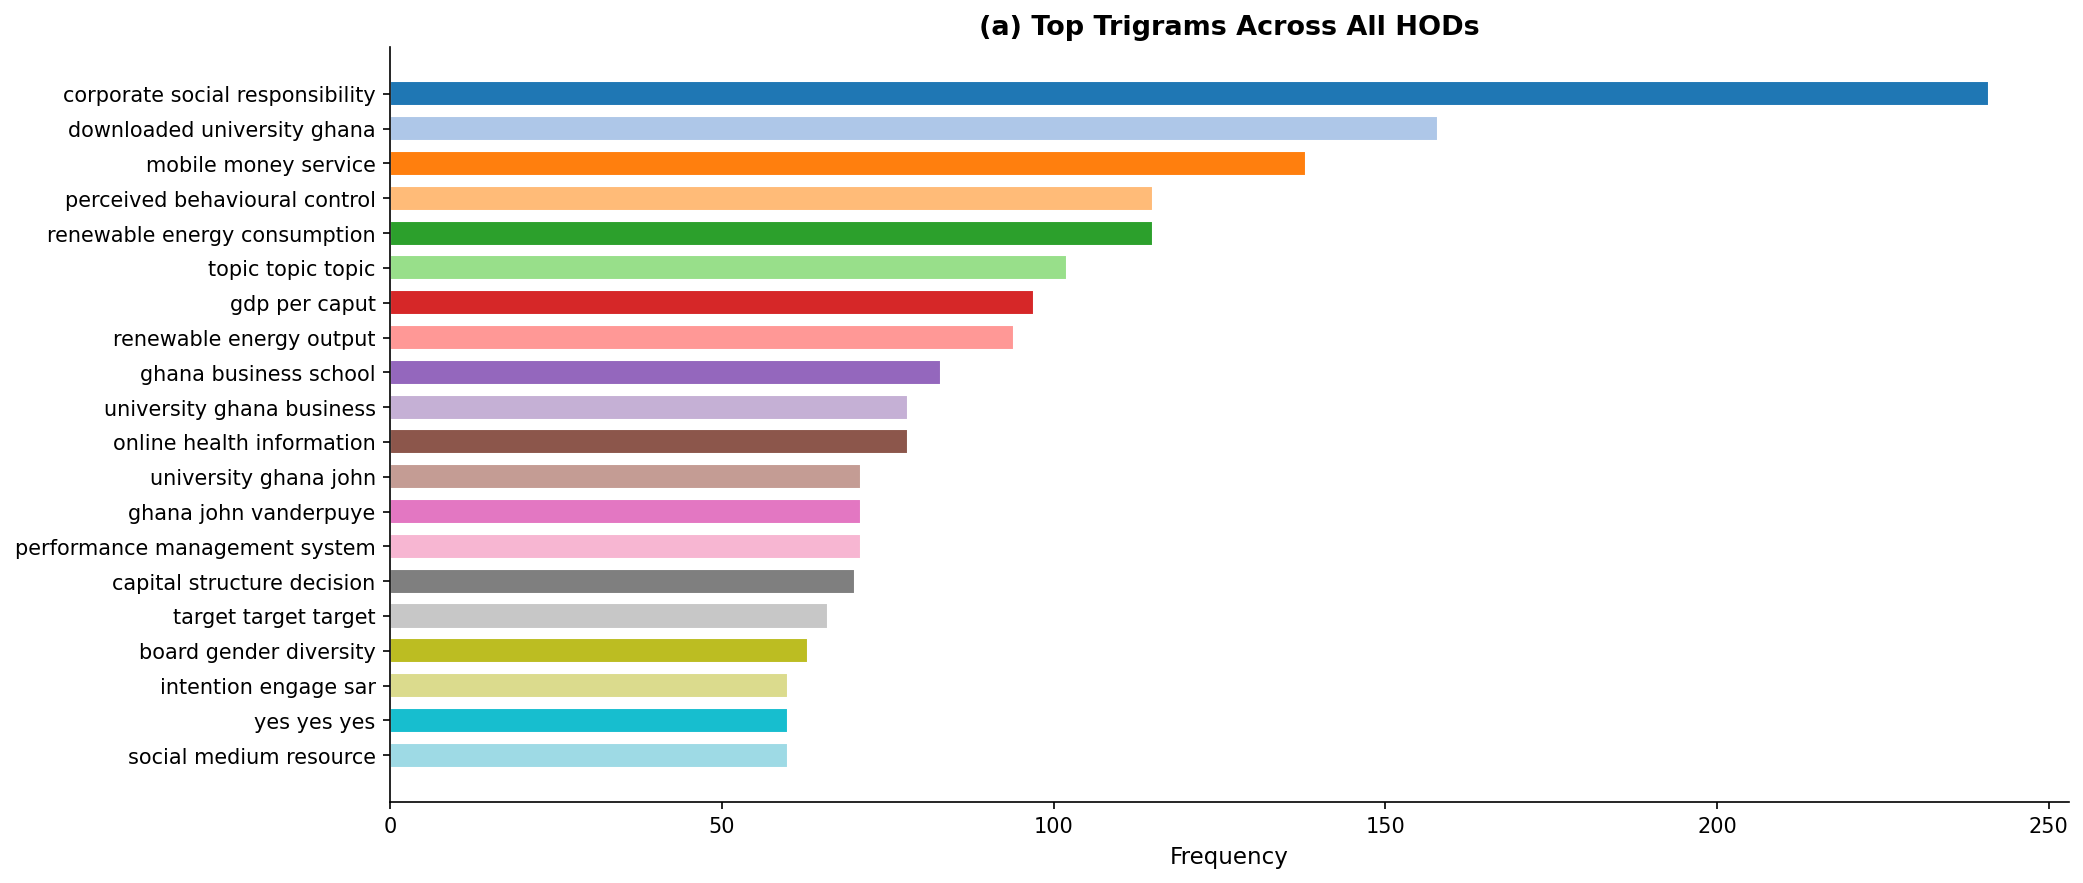 (a) Top Trigrams Across All HODs
corporate social responsibility
downloaded university ghana
mobile money service
perceived behavioural control
renewable energy consumption
topic topic topic
gdp per caput
renewable energy output
ghana business school
university ghana business
online health information
university ghana john
ghana john vanderpuye
performance management system
capital structure decision
target target target
board gender diversity
intention engage sar
yes yes yes
social medium resource
0 50 100 150 200 250
Frequency